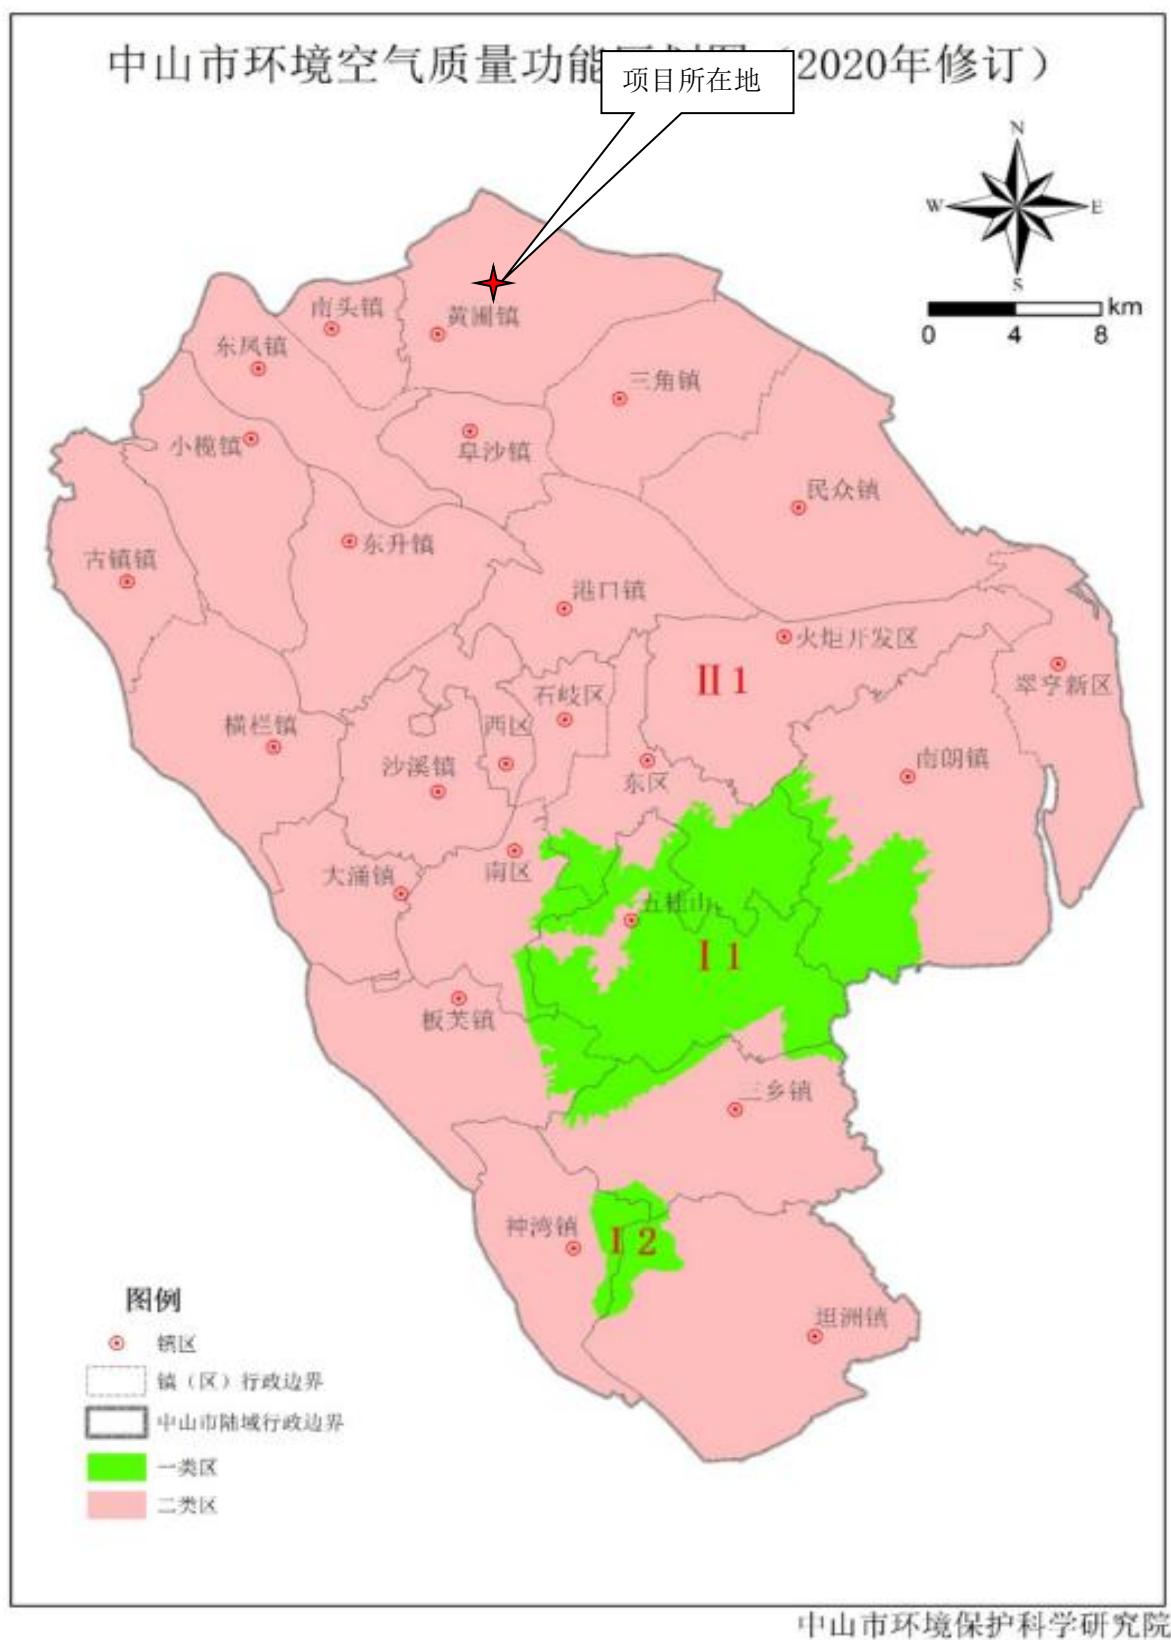 中山市环境空气质量功能
（2020年修订）
项目所在地
N
W
E
S
km
0
4
8
南头镇
黄圃镇
东凤镇
三角镇
小榄镇
阜沙镇
民众镇
东升镇
古镇镇
港口镇
火炬开发区
翠亨新区
II 1
石岐区
西区
横栏镇
沙溪镇
东区
南朗镇
南区
大涌镇
五桂山
I 1
板芙镇
三乡镇
神湾镇
I 2
坦洲镇
图例
镇区
镇（区）行政边界
中山市陆域行政边界
一类区
二类区
中山市环境保护科学研究院